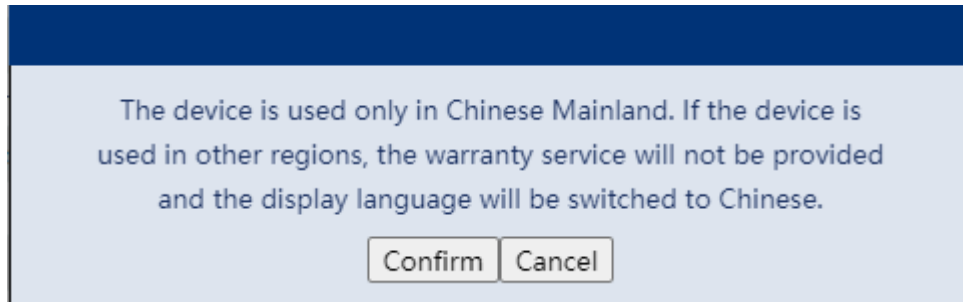 The device is used only in Chinese Mainland. If the device is
used in other regions, the warranty service will not be provided
and the display language will be switched to Chinese.
Confirm Cancel